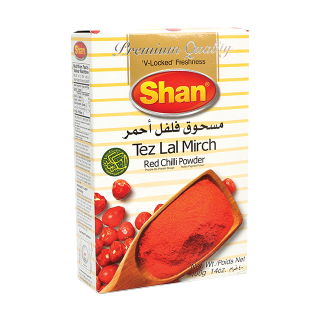 Premium Quality
'V-Locked' Freshness
Shan
مسحوق فلفل أحمر
Tez Lal Mirch
Red Chilli Powder
Net Wt./Poids Net
400g 14oz.